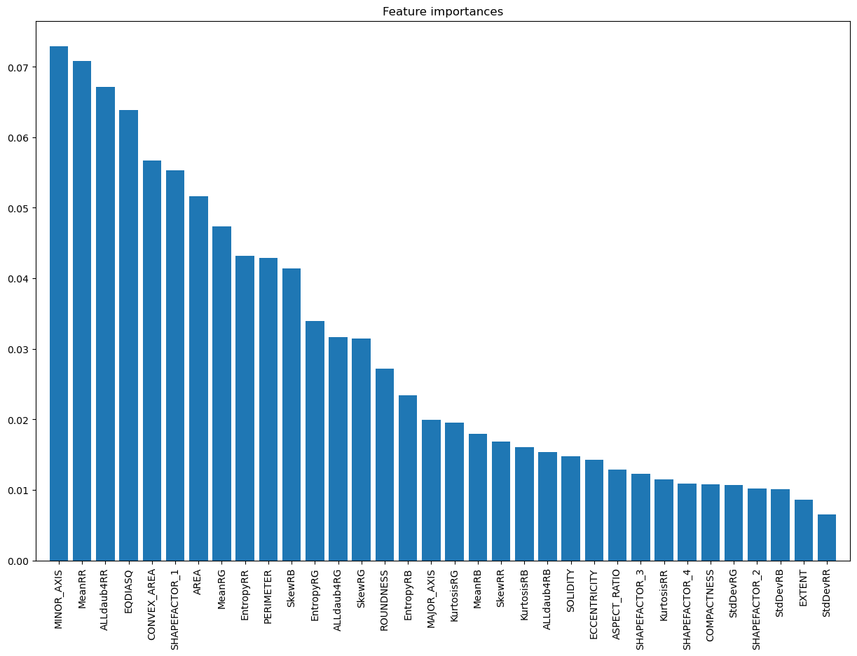 Feature importances
0.07
0.06
0.05
0.04
0.03
0.02
0.01
0.00
MINOR_AXIS
MeanRR
ALLdaub4RR
EQDIASQ
CONVEX_AREA
SHAPEFACTOR_1
AREA
MeanRG
EntropyRR
PERIMETER
SkewRB
EntropyRG
ALLdaub4RG
SkewRG
ROUNDNESS
EntropyRB
MAJOR_AXIS
KurtosisRG
MeanRB
SkewRR
KurtosisRB
ALLdaub4RB
SOLIDITY
ECCENTRICITY
ASPECT_RATIO
SHAPEFACTOR_3
KurtosisRR
SHAPEFACTOR_4
COMPACTNESS
StdDevRG
SHAPEFACTOR_2
StdDevRB
EXTENT
StdDevRR